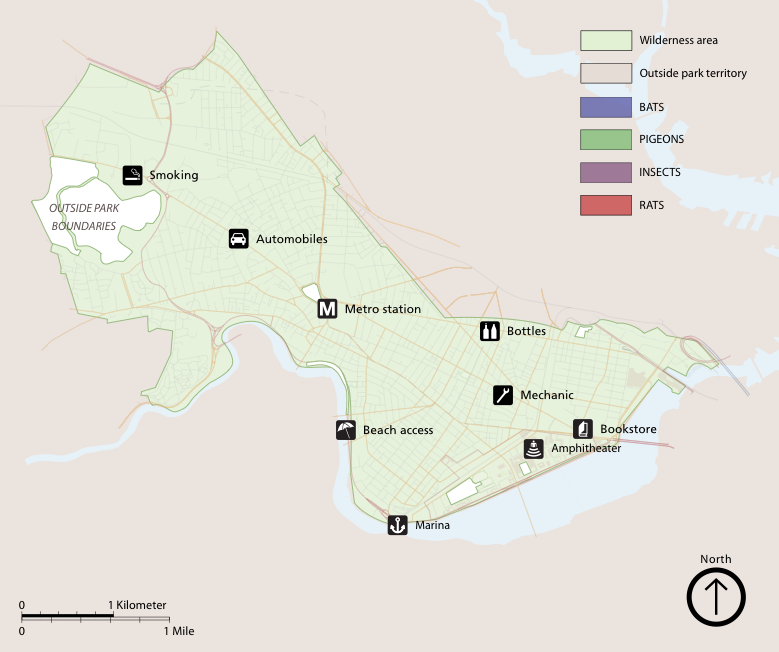 Wilderness area
Outside park territory
BATS
PIGEONS
INSECTS
RATS
Smoking
OUTSIDE PARK
BOUNDARIES
Automobiles
M Metro station
Bottles
Mechanic
Beach access
Bookstore
Amphitheater
Marina
North
0 1 Kilometer
0 1 Mile